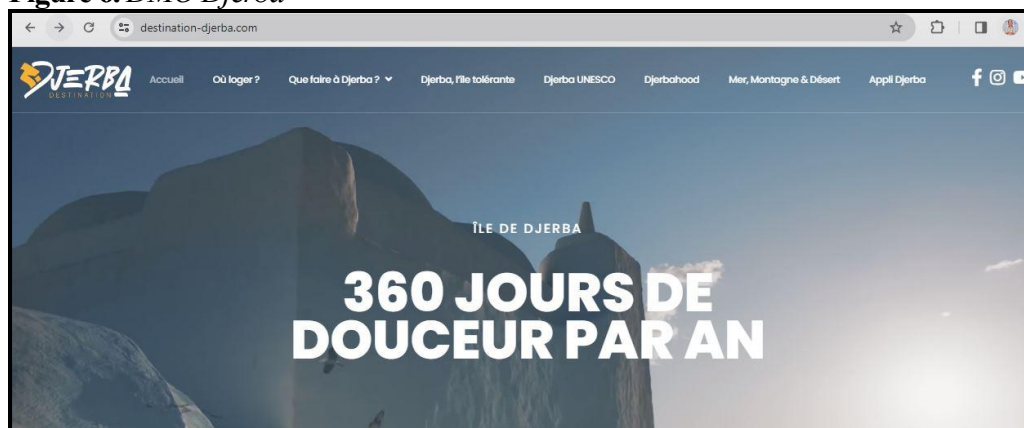 Figure 6. DMO Djerba
destination-djerba.com
DJERBA
DESTINATION
Accueil Où loger ? Que faire à Djerba ? Djerba, l'île tolérante Djerba UNESCO Djerbahood Mer, Montagne & Désert Appli Djerba
ÎLE DE DJERBA
360 JOURS DE
DOUCEUR PAR AN